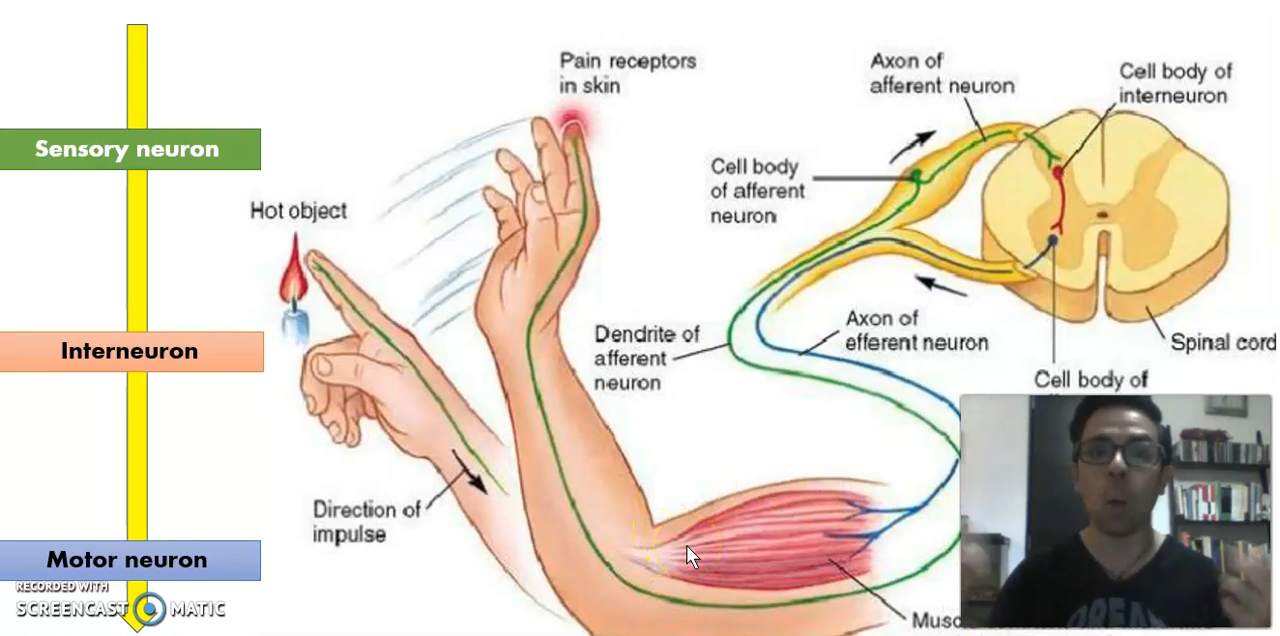 Sensory neuron
Interneuron
Motor neuron
RECORDED WITH
SCREENCAST MATIC
Hot object
Pain receptors
in skin
Direction of
impulse
Dendrite of
afferent
neuron
Cell body
of afferent
neuron
Axon of
afferent neuron
Cell body of
interneuron
Axon of
efferent neuron
Spinal cord
Cell body of